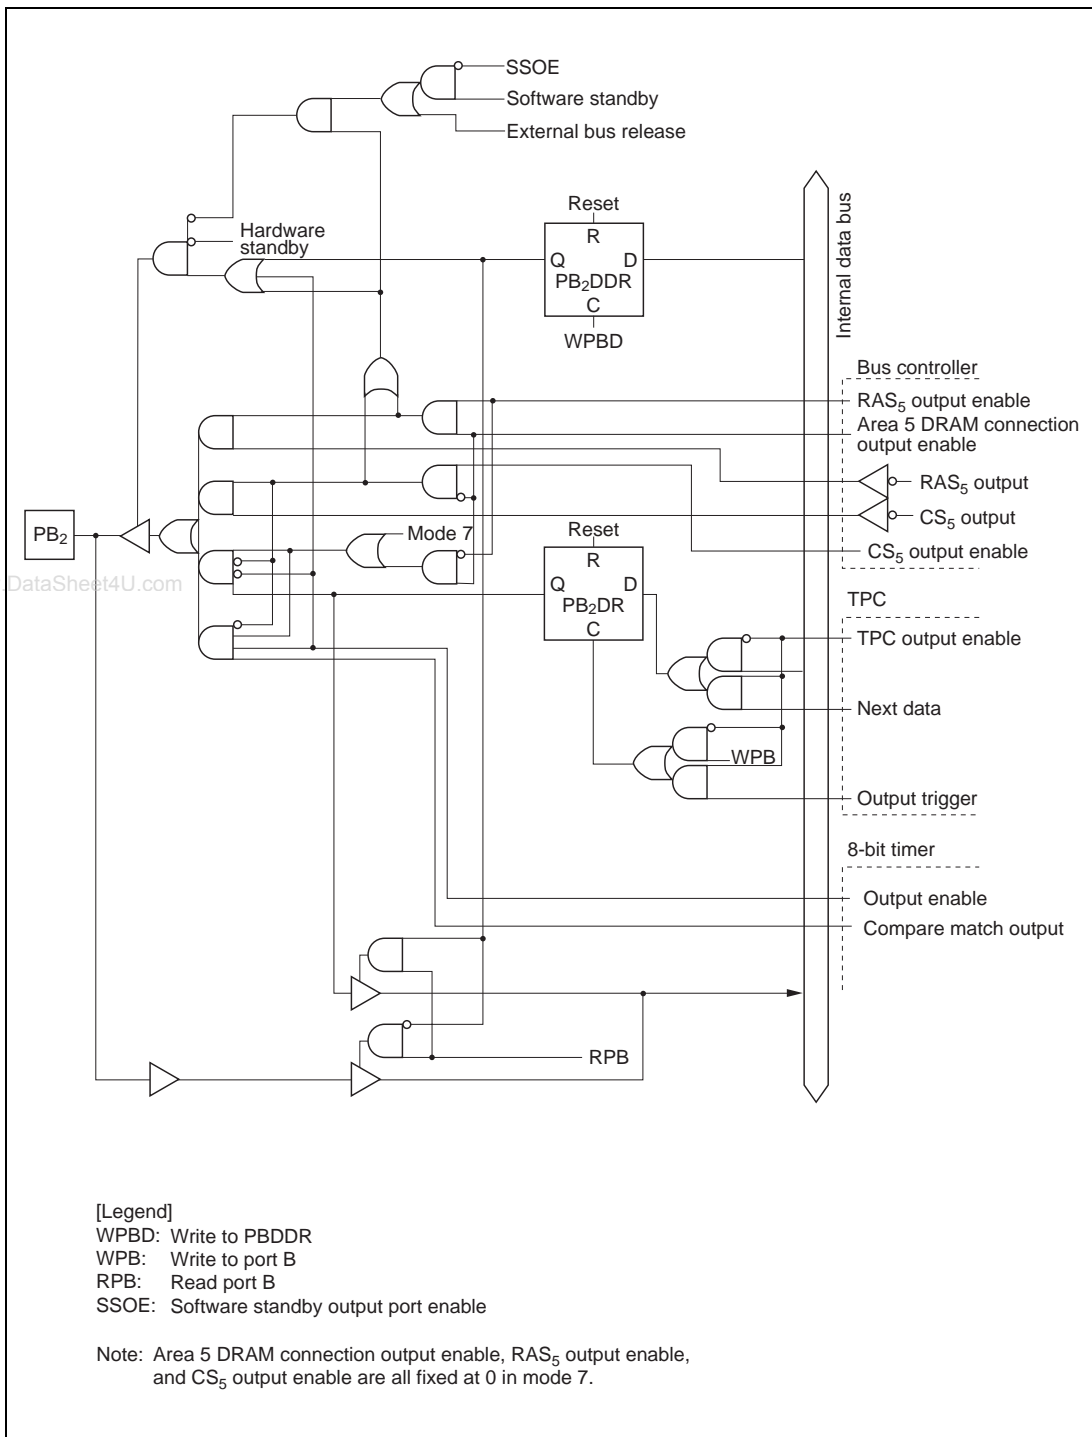 SSOE
Software standby
External bus release
Reset
R
Hardware
standby
Q
D
PB2DDR
C
WPBD
Internal data bus
Bus controller
RAS5 output enable
Area 5 DRAM connection
output enable
RAS5 output
CS5 output
CS5 output enable
PB2
Mode 7
Reset
R
Q
D
PB2DR
C
.DataSheet4U.com
TPC
TPC output enable
Next data
WPB
Output trigger
8-bit timer
Output enable
Compare match output
RPB
[Legend]
WPBD: Write to PBDDR
WPB: Write to port B
RPB: Read port B
SSOE: Software standby output port enable
Note: Area 5 DRAM connection output enable, RAS5 output enable,
and CS5 output enable are all fixed at 0 in mode 7.